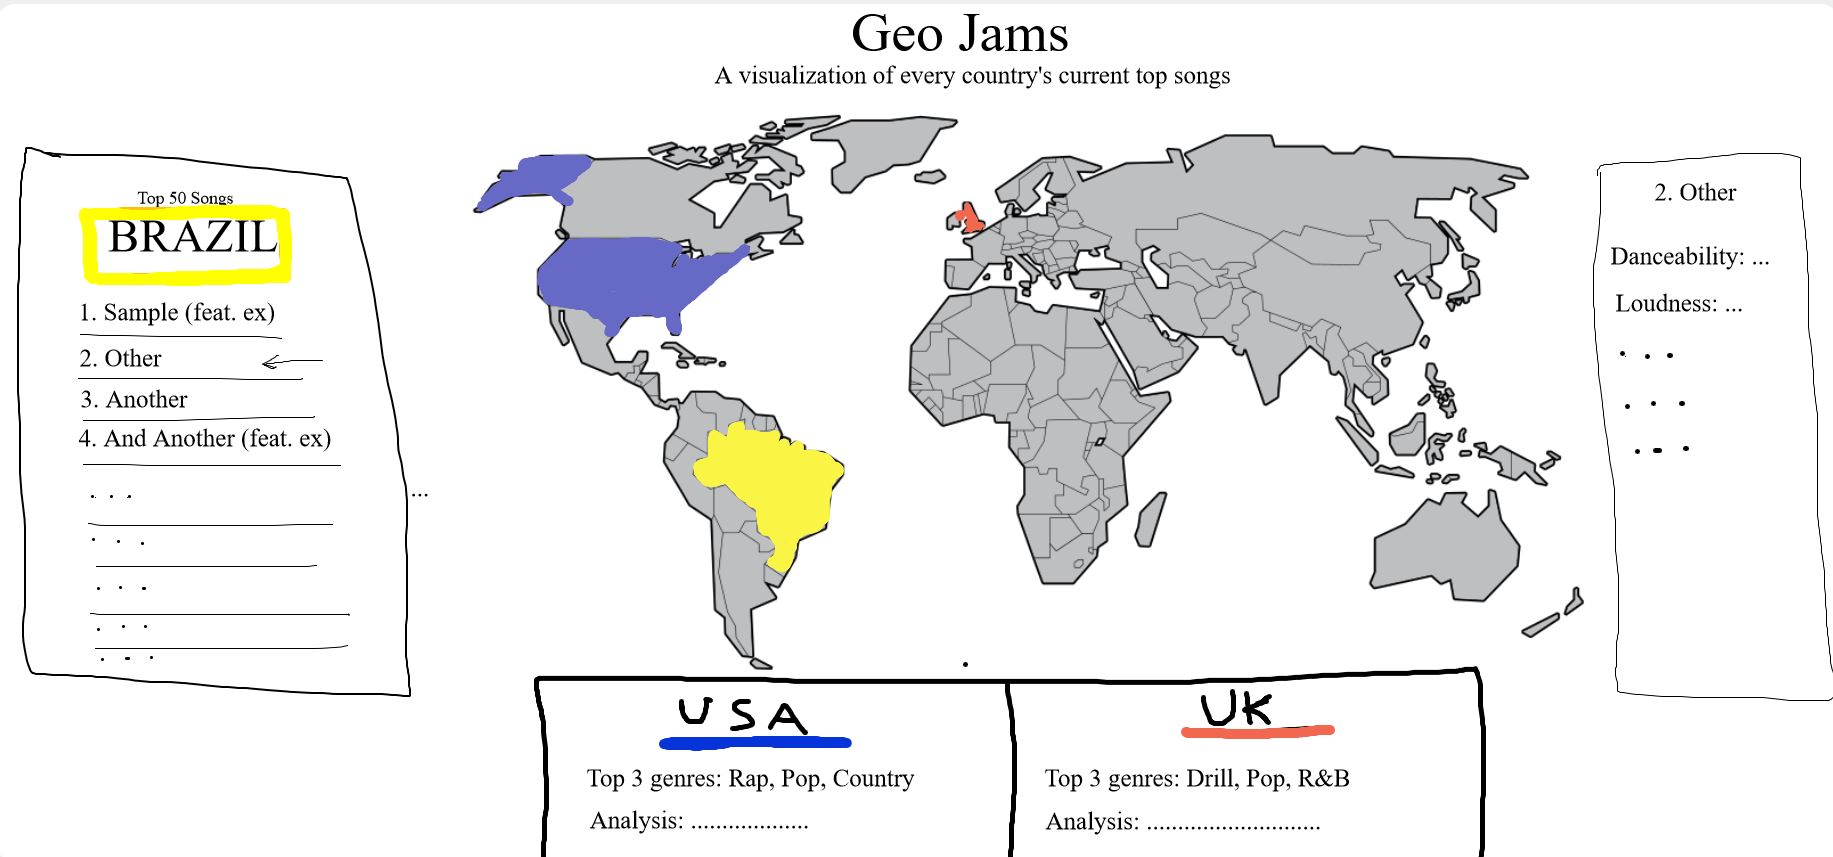 Geo Jams
A visualization of every country's current top songs
Top 50 Songs
BRAZIL
1. Sample (feat. ex)
2. Other
3. Another
4. And Another (feat. ex)
. . .
. . .
. . .
. . .
. . .
...
2. Other
Danceability: ...
Loudness: ...
. . .
. . .
. . .
USA
Top 3 genres: Rap, Pop, Country
Analysis: ...................
UK
Top 3 genres: Drill, Pop, R&B
Analysis: ............................